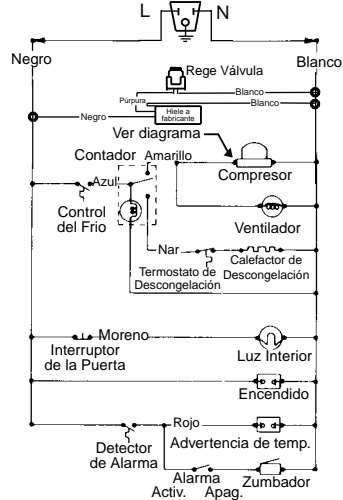 L N
Negro
Blanco
Rege Válvula
Púrpura
Blanco
Blanco
Negro
Hiele a
fabricante
Ver diagrama
Contador
Amarillo
Compresor
Azul
Control
del Frio
Ventilador
Nar
Termostato de
Descongelación
Calefactor de
Descongelación
Moreno
Interruptor
de la Puerta
Luz Interior
Encendido
Rojo
Advertencia de temp.
Detector
de Alarma
Alarma
Activ. Apag.
Zumbador